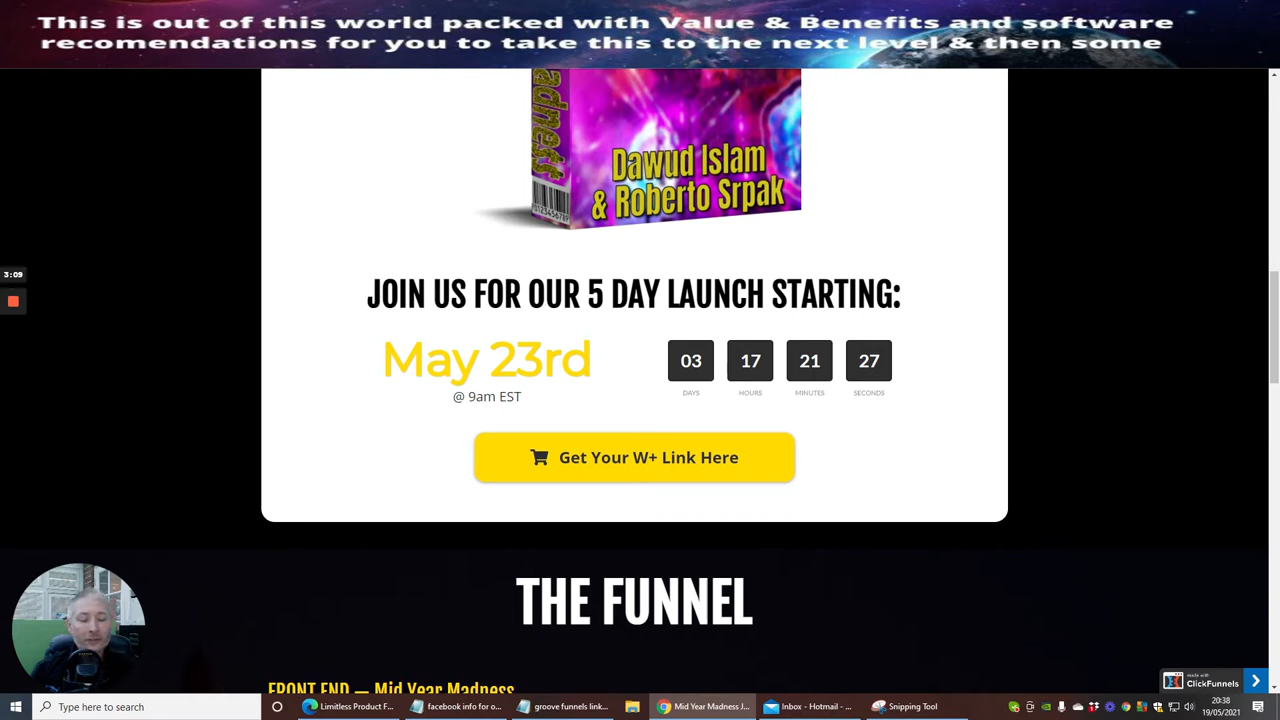 This is out of this world packed with Value & Benefits and software
recomendations for you to take this to the next level & then some
adness
Dawud Islam
& Roberto Srpak
JOIN US FOR OUR 5 DAY LAUNCH STARTING:
May 23rd
@ 9am EST
03 17 21 27
DAYS HOURS MINUTES SECONDS
Get Your W+ Link Here
3:09
THE FUNNEL
FRONT END — Mid Year Madness
made with
ClickFunnels
Type here to search
Limitless Product F...
facebook info for o...
groove funnels link...
Mid Year Madness J...
Inbox - Hotmail - ...
Snipping Tool
20:38
19/05/2021